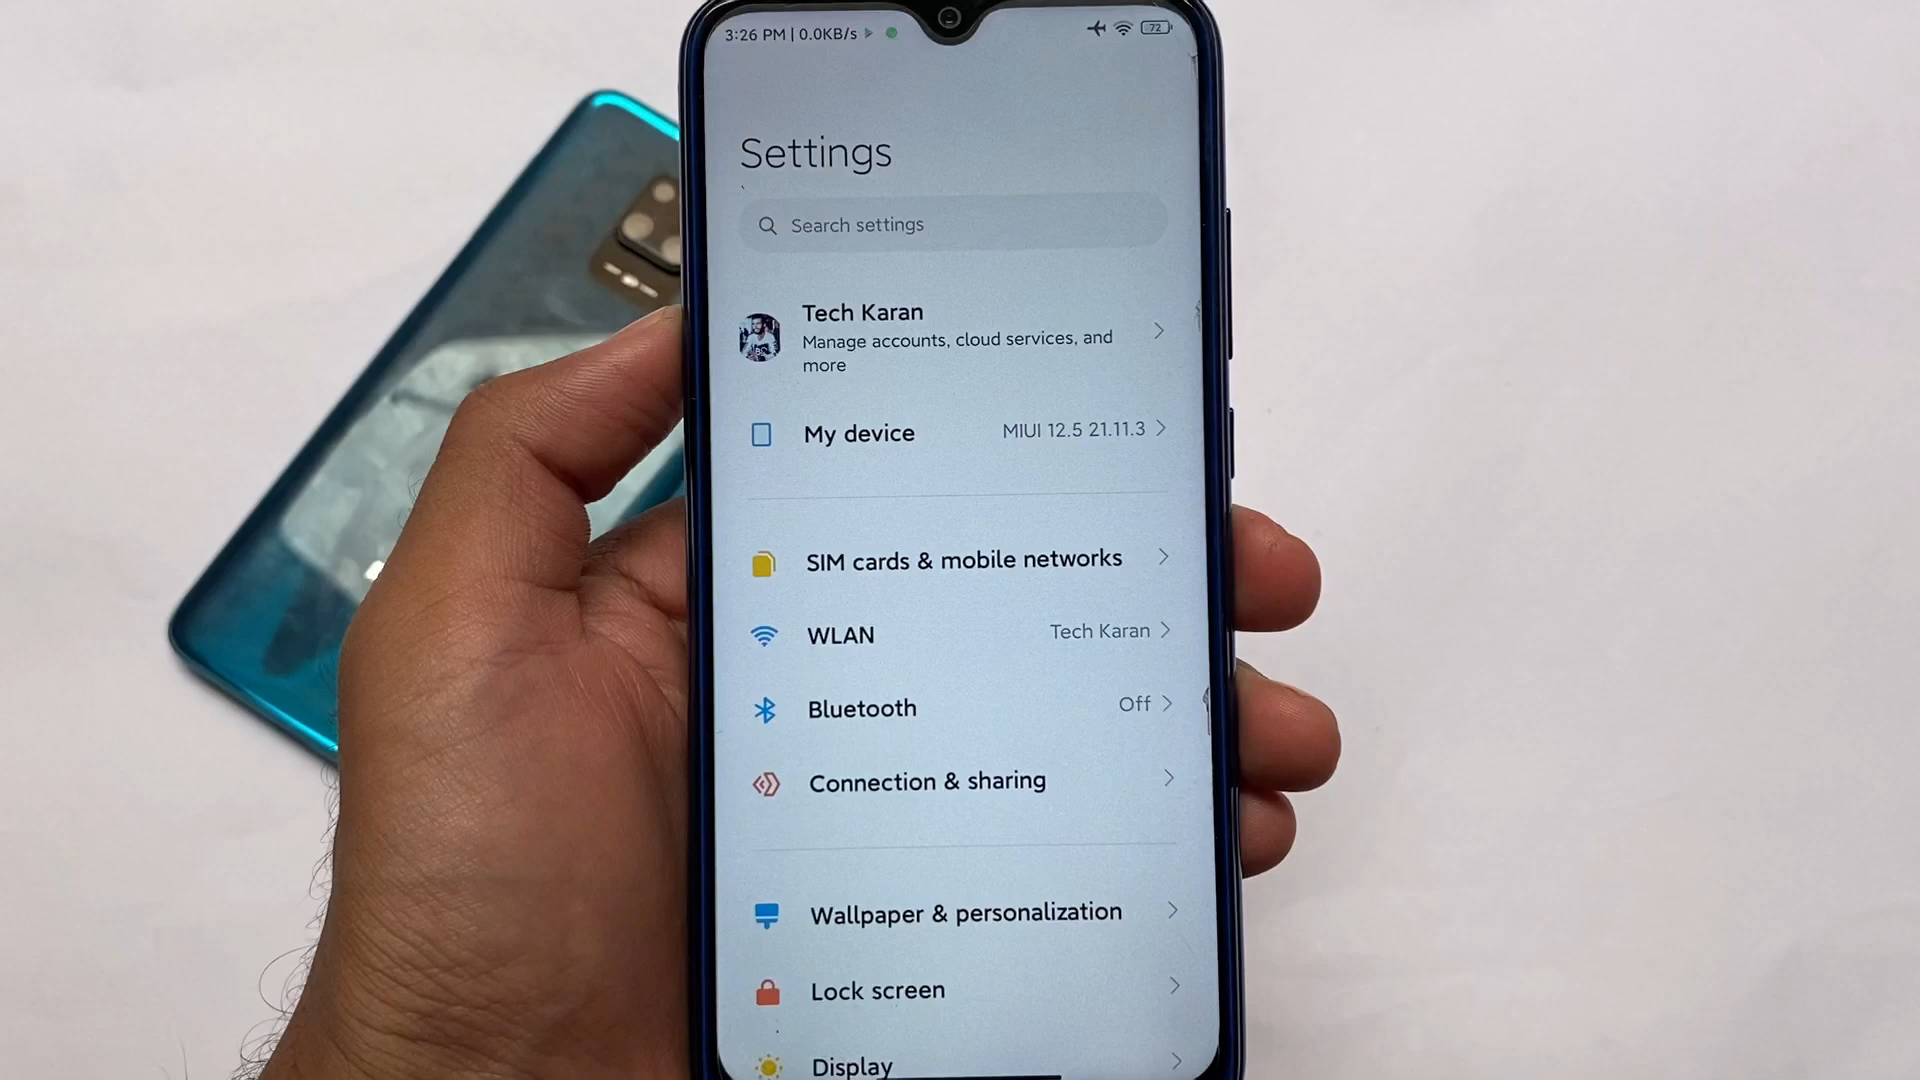 3:26 PM | 0.0KB/s
72
Settings
Search settings
Tech Karan
Manage accounts, cloud services, and
more
My device MIUI 12.5 21.11.3
SIM cards & mobile networks
WLAN Tech Karan
Bluetooth Off
Connection & sharing
Wallpaper & personalization
Lock screen
Display